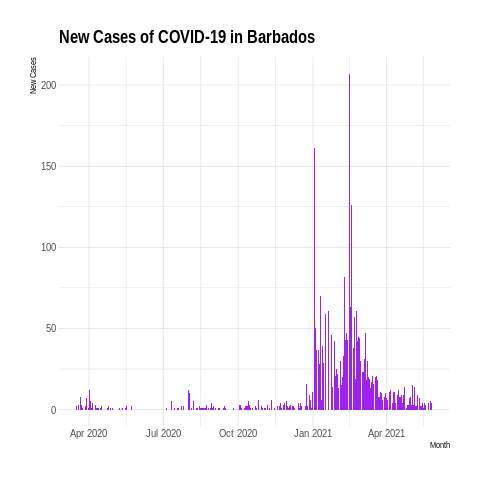 New Cases of COVID-19 in Barbados
New Cases
200
150
100
50
0
Apr 2020 Jul 2020 Oct 2020 Jan 2021 Apr 2021
Month